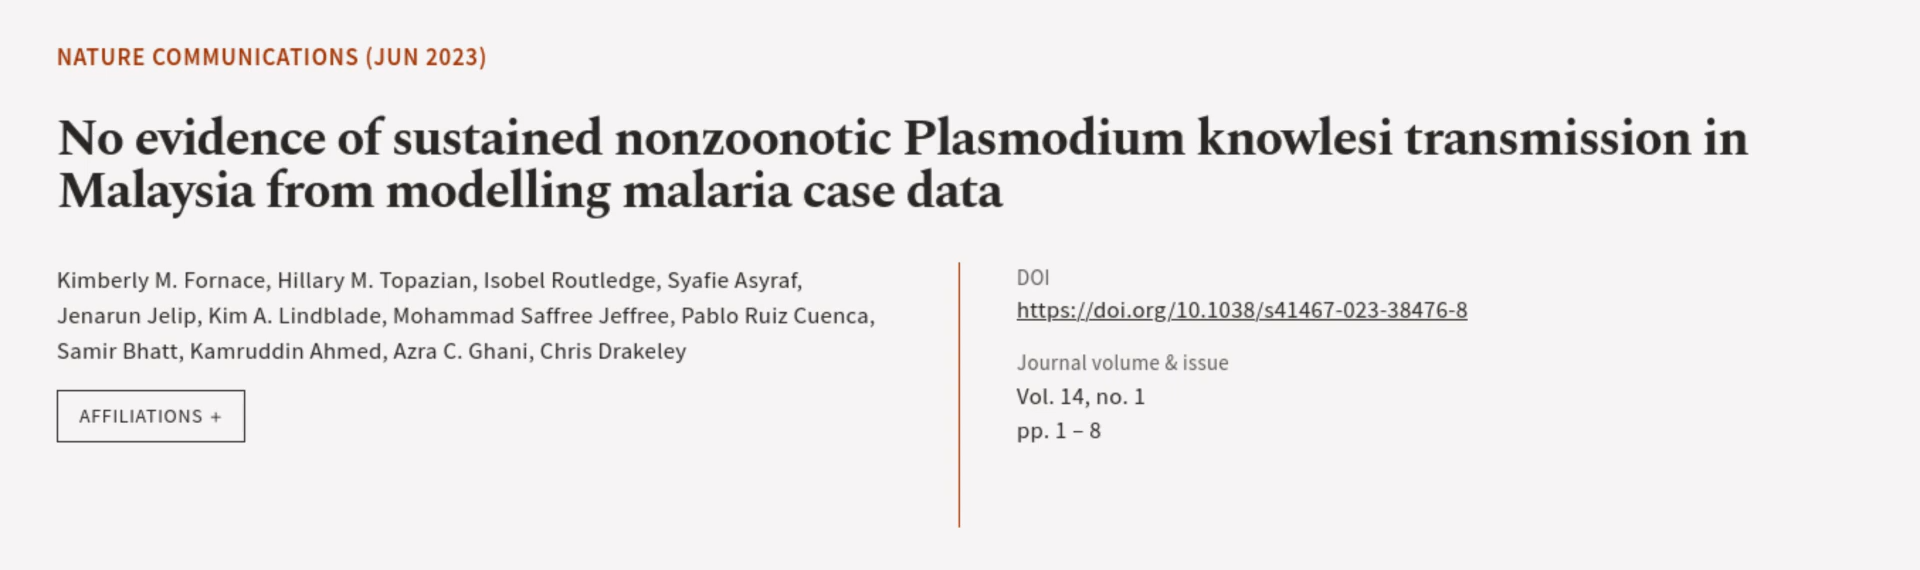 NATURE COMMUNICATIONS (JUN 2023)
No evidence of sustained nonzoonotic Plasmodium knowlesi transmission in
Malaysia from modelling malaria case data
Kimberly M. Fornace, Hillary M. Topazian, Isobel Routledge, Syafie Asyraf,
Jenarun Jelip, Kim A. Lindblade, Mohammad Saffree Jeffree, Pablo Ruiz Cuenca,
Samir Bhatt, Kamruddin Ahmed, Azra C. Ghani, Chris Drakeley
AFFILIATIONS +
DOI
https://doi.org/10.1038/s41467-023-38476-8
Journal volume & issue
Vol. 14, no. 1
pp. 1 – 8